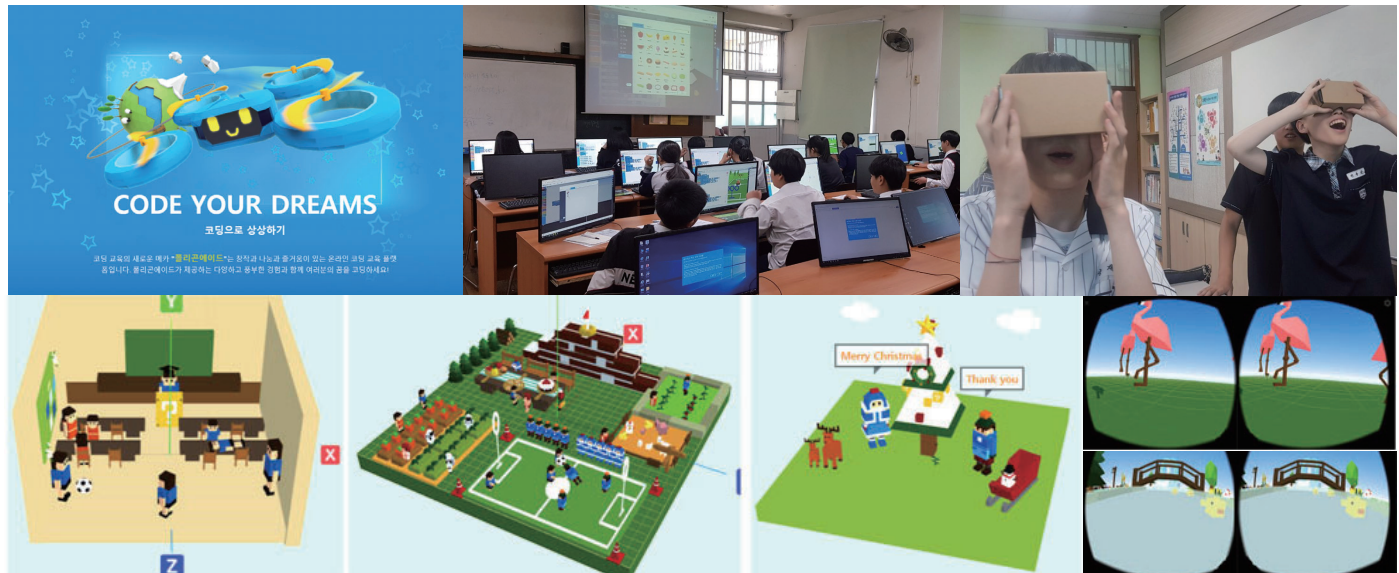 CODE YOUR DREAMS
코딩으로 상상하기
코딩 교육의 새로운 메카 "폴리곤에이드"는 창작과 나눔과 즐거움이 있는 온라인 코딩 교육 플랫
폼입니다. 폴리곤에이드가 제공하는 다양하고 풍부한 경험과 함께 여러분의 꿈을 코딩하세요!
Y
X
Z
X
Merry Christmas
Thank you